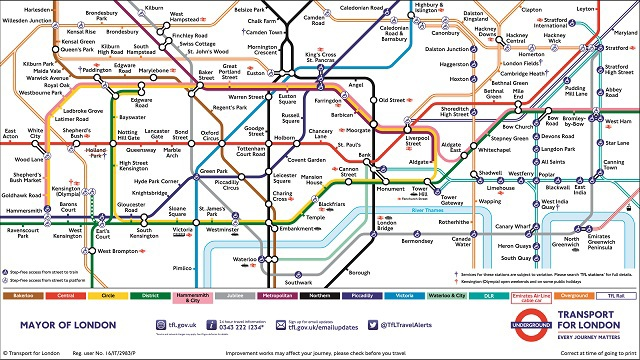 Harlesden
Willesden Junction
Kensal Rise
Kensal Green
Queen's Park
Kilburn Park
Maida Vale
Warwick Avenue
Royal Oak
Westbourne Park
Brondesbury Park
Brondesbury
Kilburn
West Hampstead
Finchley Road
Kilburn High Road
South Hampstead
Swiss Cottage
St. John's Wood
Edgware Road
Marylebone
Paddington
Baker Street
Great Portland Street
Belsize Park
Chalk Farm
Camden Town
Mornington Crescent
Euston
Camden Road
Caledonian Road
Caledonian Road & Barnsbury
Highbury & Islington
Canonbury
King's Cross St. Pancras
Dalston Kingsland
Dalston Junction
Haggerston
Hoxton
Hackney Downs
Hackney Central
Clapton
Homerton
London Fields
Cambridge Heath
Bethnal Green
Hackney Wick
Stratford International
Leyton
Maryland
Stratford
Stratford High Street
Pudding Mill Lane
Abbey Road
West Ham
Ladbroke Grove
Latimer Road
East Acton
White City
Shepherd's Bush
Holland Park
Notting Hill Gate
Queensway
Lancaster Gate
Marble Arch
Bond Street
Oxford Circus
Tottenham Court Road
Holborn
Chancery Lane
St. Paul's
Bayswater
Edgware Road
Regent's Park
Warren Street
Euston Square
Goodge Street
Russell Square
Farringdon
Barbican
Angel
Old Street
Moorgate
Liverpool Street
Shoreditch High Street
Bethnal Green
Mile End
Bow Church
Bow Road
Bromley-by-Bow
Aldgate East
Aldgate
Stepney Green
Whitechapel
Devons Road
Langdon Park
All Saints
Star Lane
Canning Town
Wood Lane
Shepherd's Bush Market
Goldhawk Road
Hammersmith
Ravenscourt Park
Kensington (Olympia)
Barons Court
West Kensington
Earl's Court
High Street Kensington
Gloucester Road
South Kensington
West Brompton
Hyde Park Corner
Knightsbridge
Sloane Square
Victoria
Pimlico
Green Park
Piccadilly Circus
St. James's Park
Westminster
Leicester Square
Charing Cross
Covent Garden
Embankment
Waterloo
Southwark
Mansion House
Blackfriars
Temple
Cannon Street
Bank
Monument
Tower Hill
Fenchurch Street
Tower Gateway
River Thames
London Bridge
Borough
Bermondsey
Shadwell
Wapping
Rotherhithe
Canada Water
Limehouse
Westferry
Poplar
Blackwall
East India
West India Quay
Canary Wharf
Heron Quays
South Quay
North Greenwich
Emirates Greenwich Peninsula
Step-free access from street to train
Step-free access from street to platform
† Services for these stations are subject to variation. Please search 'TfL stations' for full details.
† Kensington (Olympia) open weekends and on some public holidays
Bakerloo Central Circle District Hammersmith & City Jubilee Metropolitan Northern Piccadilly Victoria Waterloo & City DLR Emirates Air Line cable car Overground TfL Rail
MAYOR OF LONDON
tfl.gov.uk
24 hour travel information
0343 222 1234*
Sign up for email updates
tfl.gov.uk/emailupdates
@TfLTravelAlerts
UNDERGROUND
TRANSPORT
FOR LONDON
EVERY JOURNEY MATTERS
© Transport for London
Reg. user No. 16/IT/2983/P
Improvement works may affect your journey, please check before you travel
Correct at time of going to print